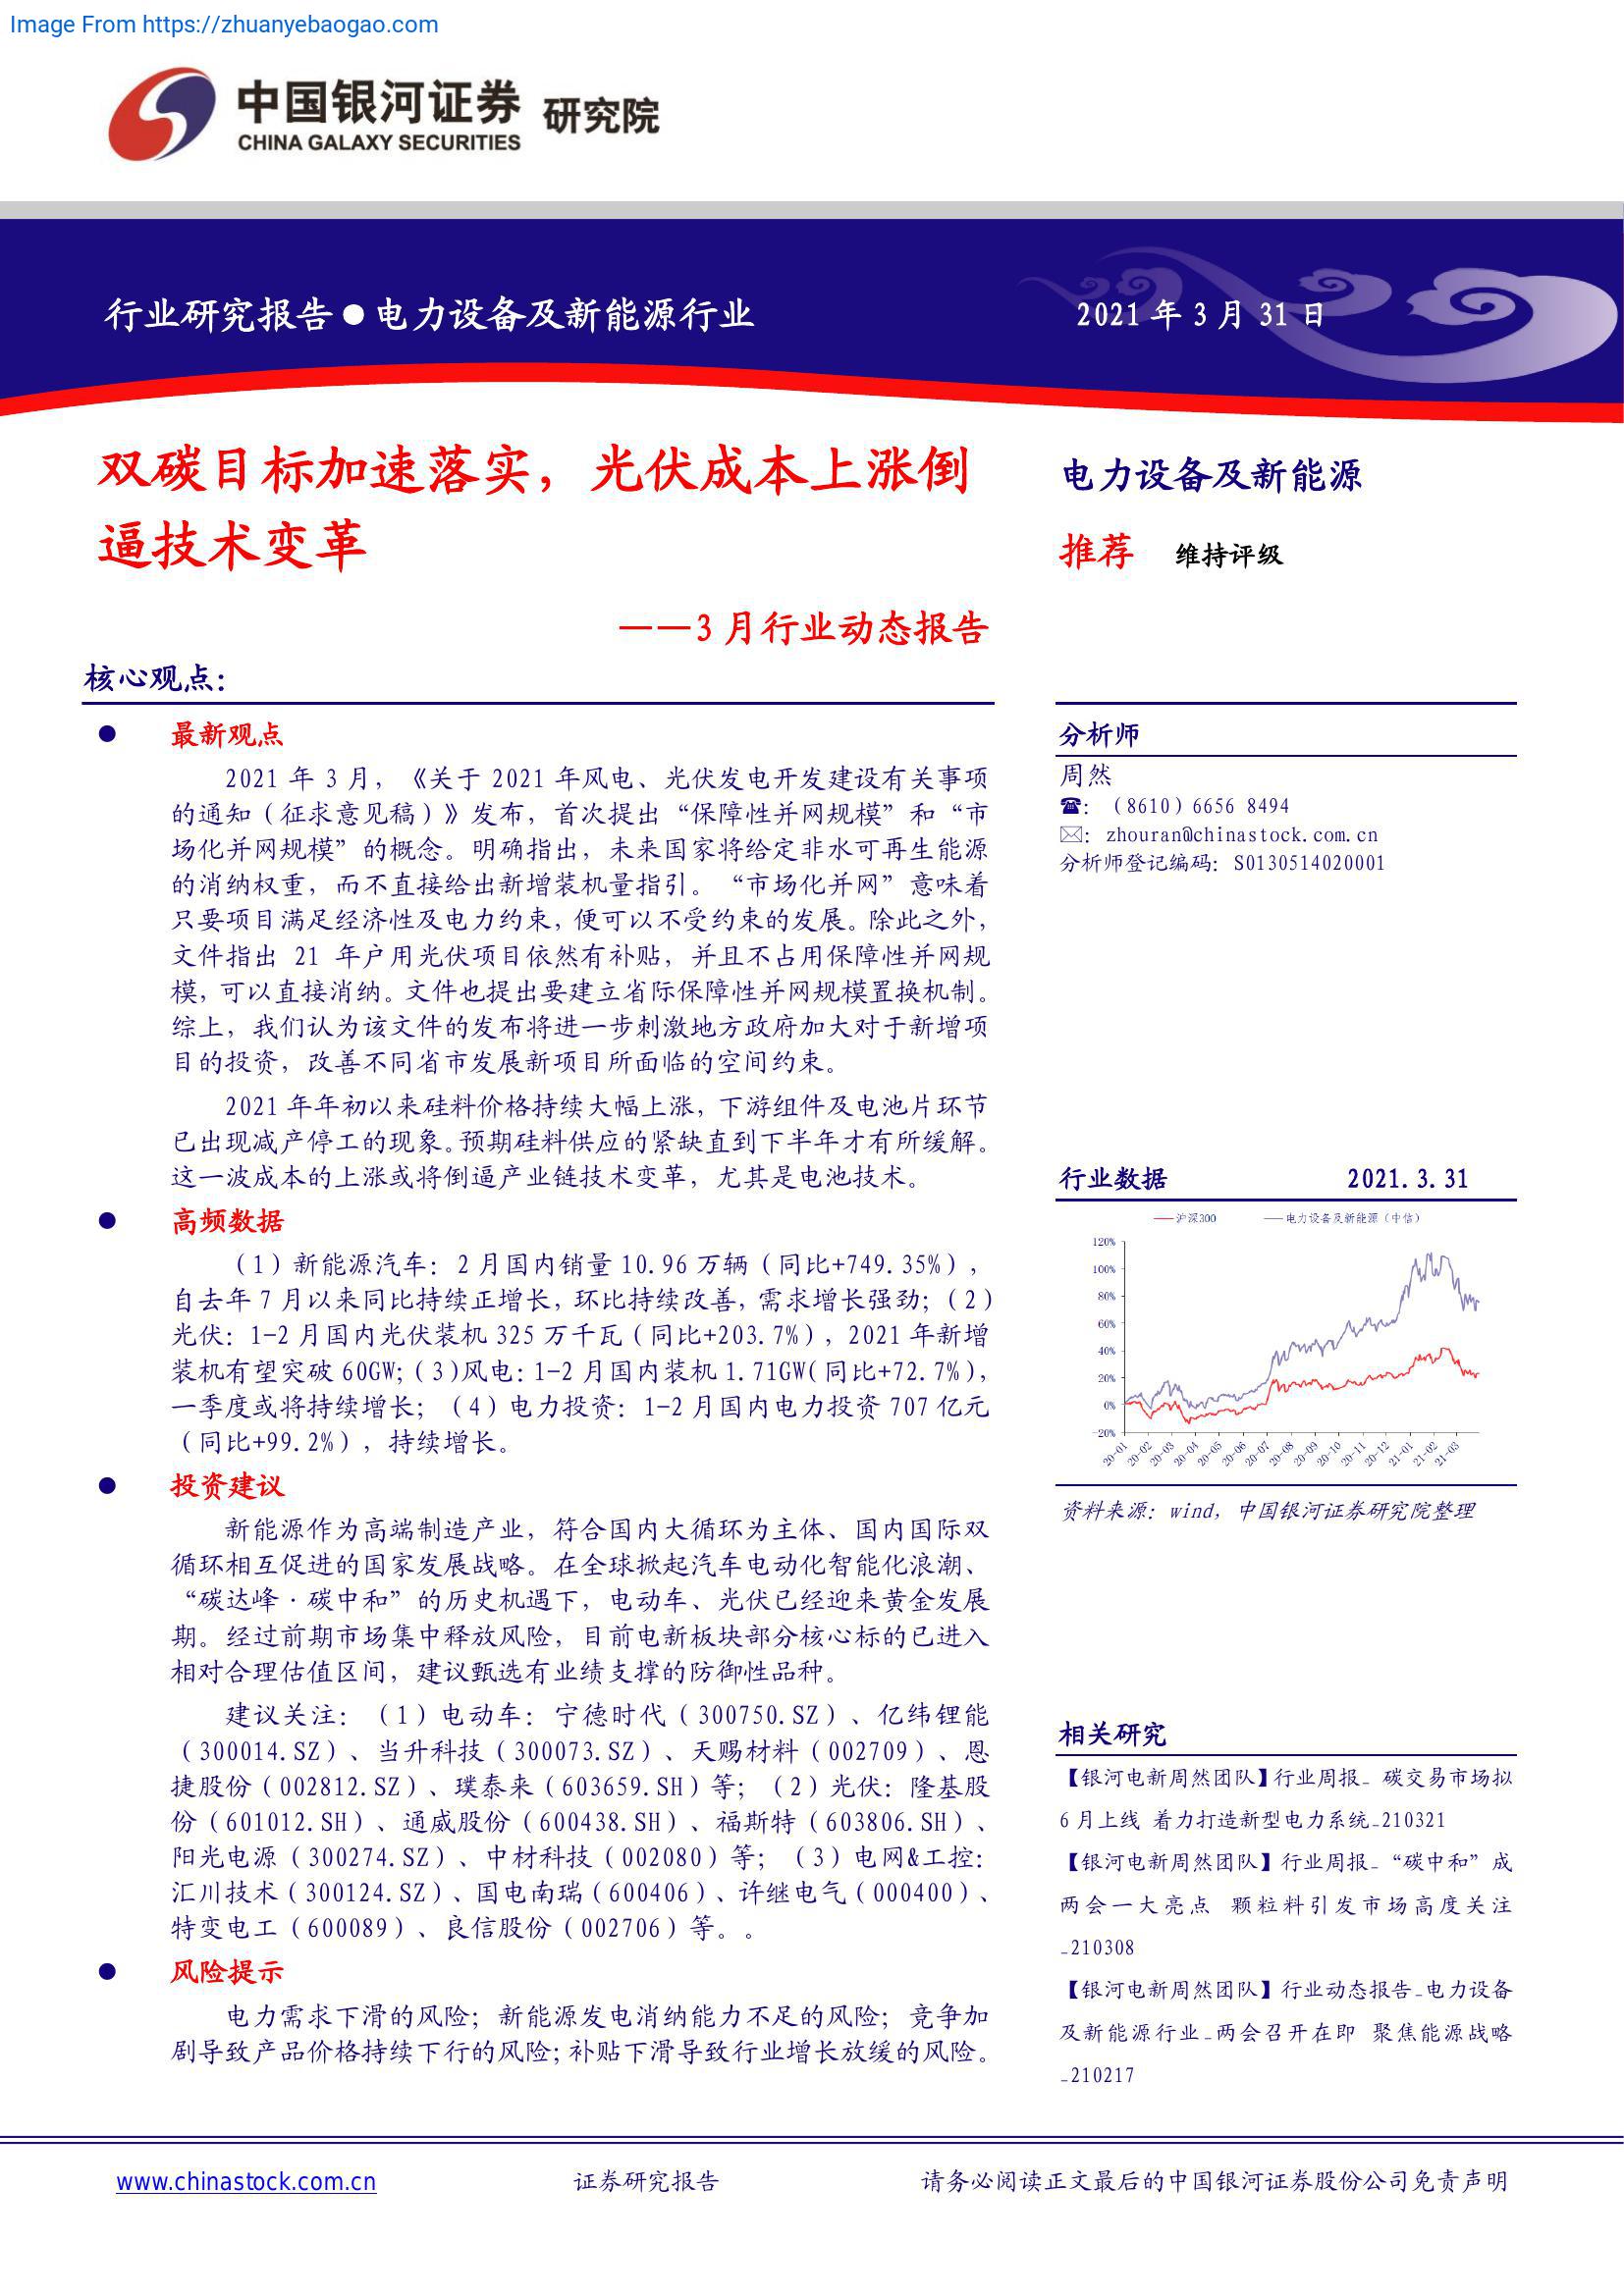 Image From https://zhuanyebaogao.com
中国银河证券 研究院
CHINA GALAXY SECURITIES
行业研究报告●电力设备及新能源行业
2021 年 3 月 31 日
双碳目标加速落实，光伏成本上涨倒
逼技术变革
——3 月行业动态报告
核心观点：
● 最新观点
2021 年 3 月，《关于 2021 年风电、光伏发电开发建设有关事项
的通知（征求意见稿）》发布，首次提出“保障性并网规模”和“市
场化并网规模”的概念。明确指出，未来国家将给定非水可再生能源
的消纳权重，而不直接给出新增装机量指引。“市场化并网”意味着
只要项目满足经济性及电力约束，便可以不受约束的发展。除此之外，
文件指出 21 年户用光伏项目依然有补贴，并且不占用保障性并网规
模，可以直接消纳。文件也提出要建立省际保障性并网规模置换机制。
综上，我们认为该文件的发布将进一步刺激地方政府加大对于新增项
目的投资，改善不同省市发展新项目所面临的空间约束。
2021 年年初以来硅料价格持续大幅上涨，下游组件及电池片环节
已出现减产停工的现象。预期硅料供应的紧缺直到下半年才有所缓解。
这一波成本的上涨或将倒逼产业链技术变革，尤其是电池技术。
● 高频数据
（1）新能源汽车：2 月国内销量 10.96 万辆（同比+749.35%），
自去年 7 月以来同比持续正增长，环比持续改善，需求增长强劲；（2）
光伏：1-2 月国内光伏装机 325 万千瓦（同比+203.7%），2021 年新增
装机有望突破 60GW；（3）风电：1-2 月国内装机 1.71GW（同比+72.7%），
一季度或将持续增长；（4）电力投资：1-2 月国内电力投资 707 亿元
（同比+99.2%），持续增长。
● 投资建议
新能源作为高端制造产业，符合国内大循环为主体、国内国际双
循环相互促进的国家发展战略。在全球掀起汽车电动化智能化浪潮、
“碳达峰·碳中和”的历史机遇下，电动车、光伏已经迎来黄金发展
期。经过前期市场集中释放风险，目前电新板块部分核心标的已进入
相对合理估值区间，建议甄选有业绩支撑的防御性品种。
建议关注：（1）电动车：宁德时代（300750.SZ）、亿纬锂能
（300014.SZ）、当升科技（300073.SZ）、天赐材料（002709）、恩
捷股份（002812.SZ）、璞泰来（603659.SH）等；（2）光伏：隆基股
份（601012.SH）、通威股份（600438.SH）、福斯特（603806.SH）、
阳光电源（300274.SZ）、中材科技（002080）等；（3）电网&工控：
汇川技术（300124.SZ）、国电南瑞（600406）、许继电气（000400）、
特变电工（600089）、良信股份（002706）等。。
● 风险提示
电力需求下滑的风险；新能源发电消纳能力不足的风险；竞争加
剧导致产品价格持续下行的风险；补贴下滑导致行业增长放缓的风险。
电力设备及新能源
推荐 维持评级
分析师
周然
☎：（8610）6656 8494
✉：zhouran@chinastock.com.cn
分析师登记编码：S0130514020001
行业数据 2021.3.31
沪深300 电力设备及新能源（中信）
120%
100%
80%
60%
40%
20%
0%
-20%
20-01 20-02 20-03 20-04 20-05 20-06 20-07 20-08 20-09 20-10 20-11 20-12 21-01 21-02 21-03
资料来源：wind，中国银河证券研究院整理
相关研究
【银河电新周然团队】行业周报_ 碳交易市场拟
6 月上线 着力打造新型电力系统_210321
【银河电新周然团队】行业周报_“碳中和”成
两会一大亮点 颗粒料引发市场高度关注
_210308
【银河电新周然团队】行业动态报告_电力设备
及新能源行业_两会召开在即 聚焦能源战略
_210217
www.chinastock.com.cn 证券研究报告 请务必阅读正文最后的中国银河证券股份公司免责声明